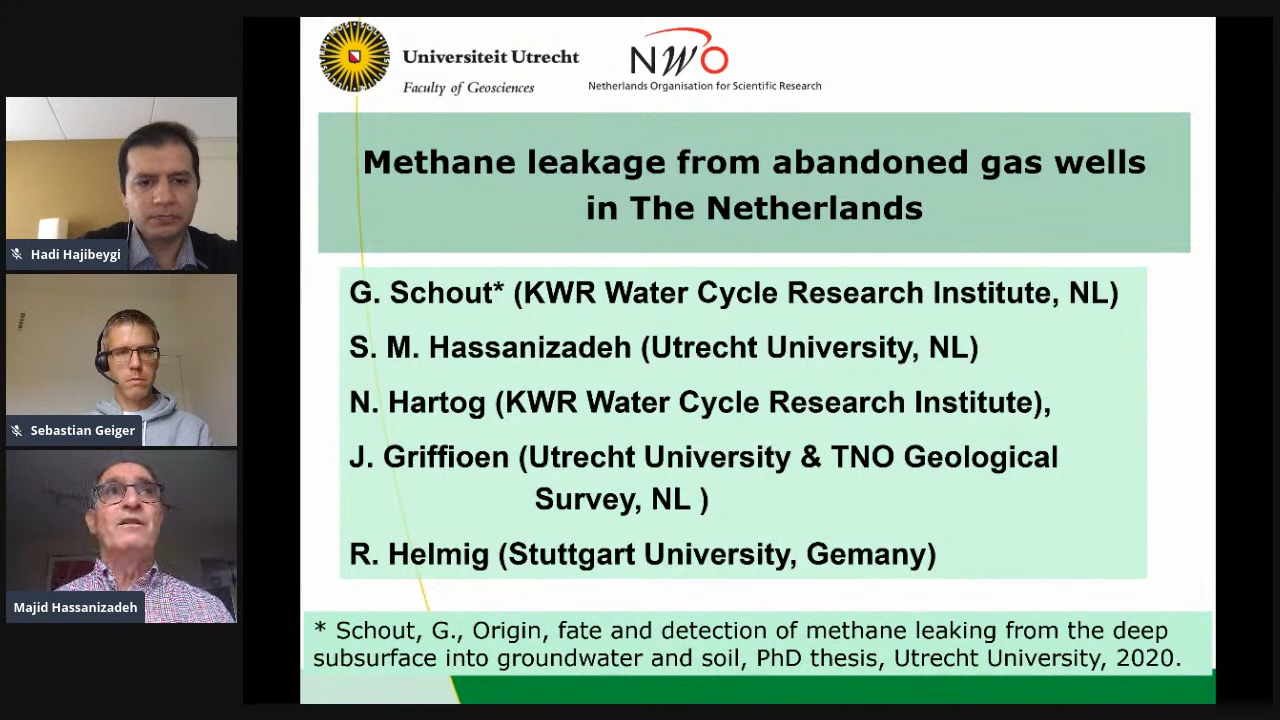 Universiteit Utrecht
Faculty of Geosciences
NWO
Netherlands Organisation for Scientific Research
Methane leakage from abandoned gas wells
in The Netherlands
G. Schout* (KWR Water Cycle Research Institute, NL)
S. M. Hassanizadeh (Utrecht University, NL)
N. Hartog (KWR Water Cycle Research Institute),
J. Griffioen (Utrecht University & TNO Geological
Survey, NL )
R. Helmig (Stuttgart University, Gemany)
* Schout, G., Origin, fate and detection of methane leaking from the deep
subsurface into groundwater and soil, PhD thesis, Utrecht University, 2020.
Hadi Hajibeygi
Sebastian Geiger
Majid Hassanizadeh